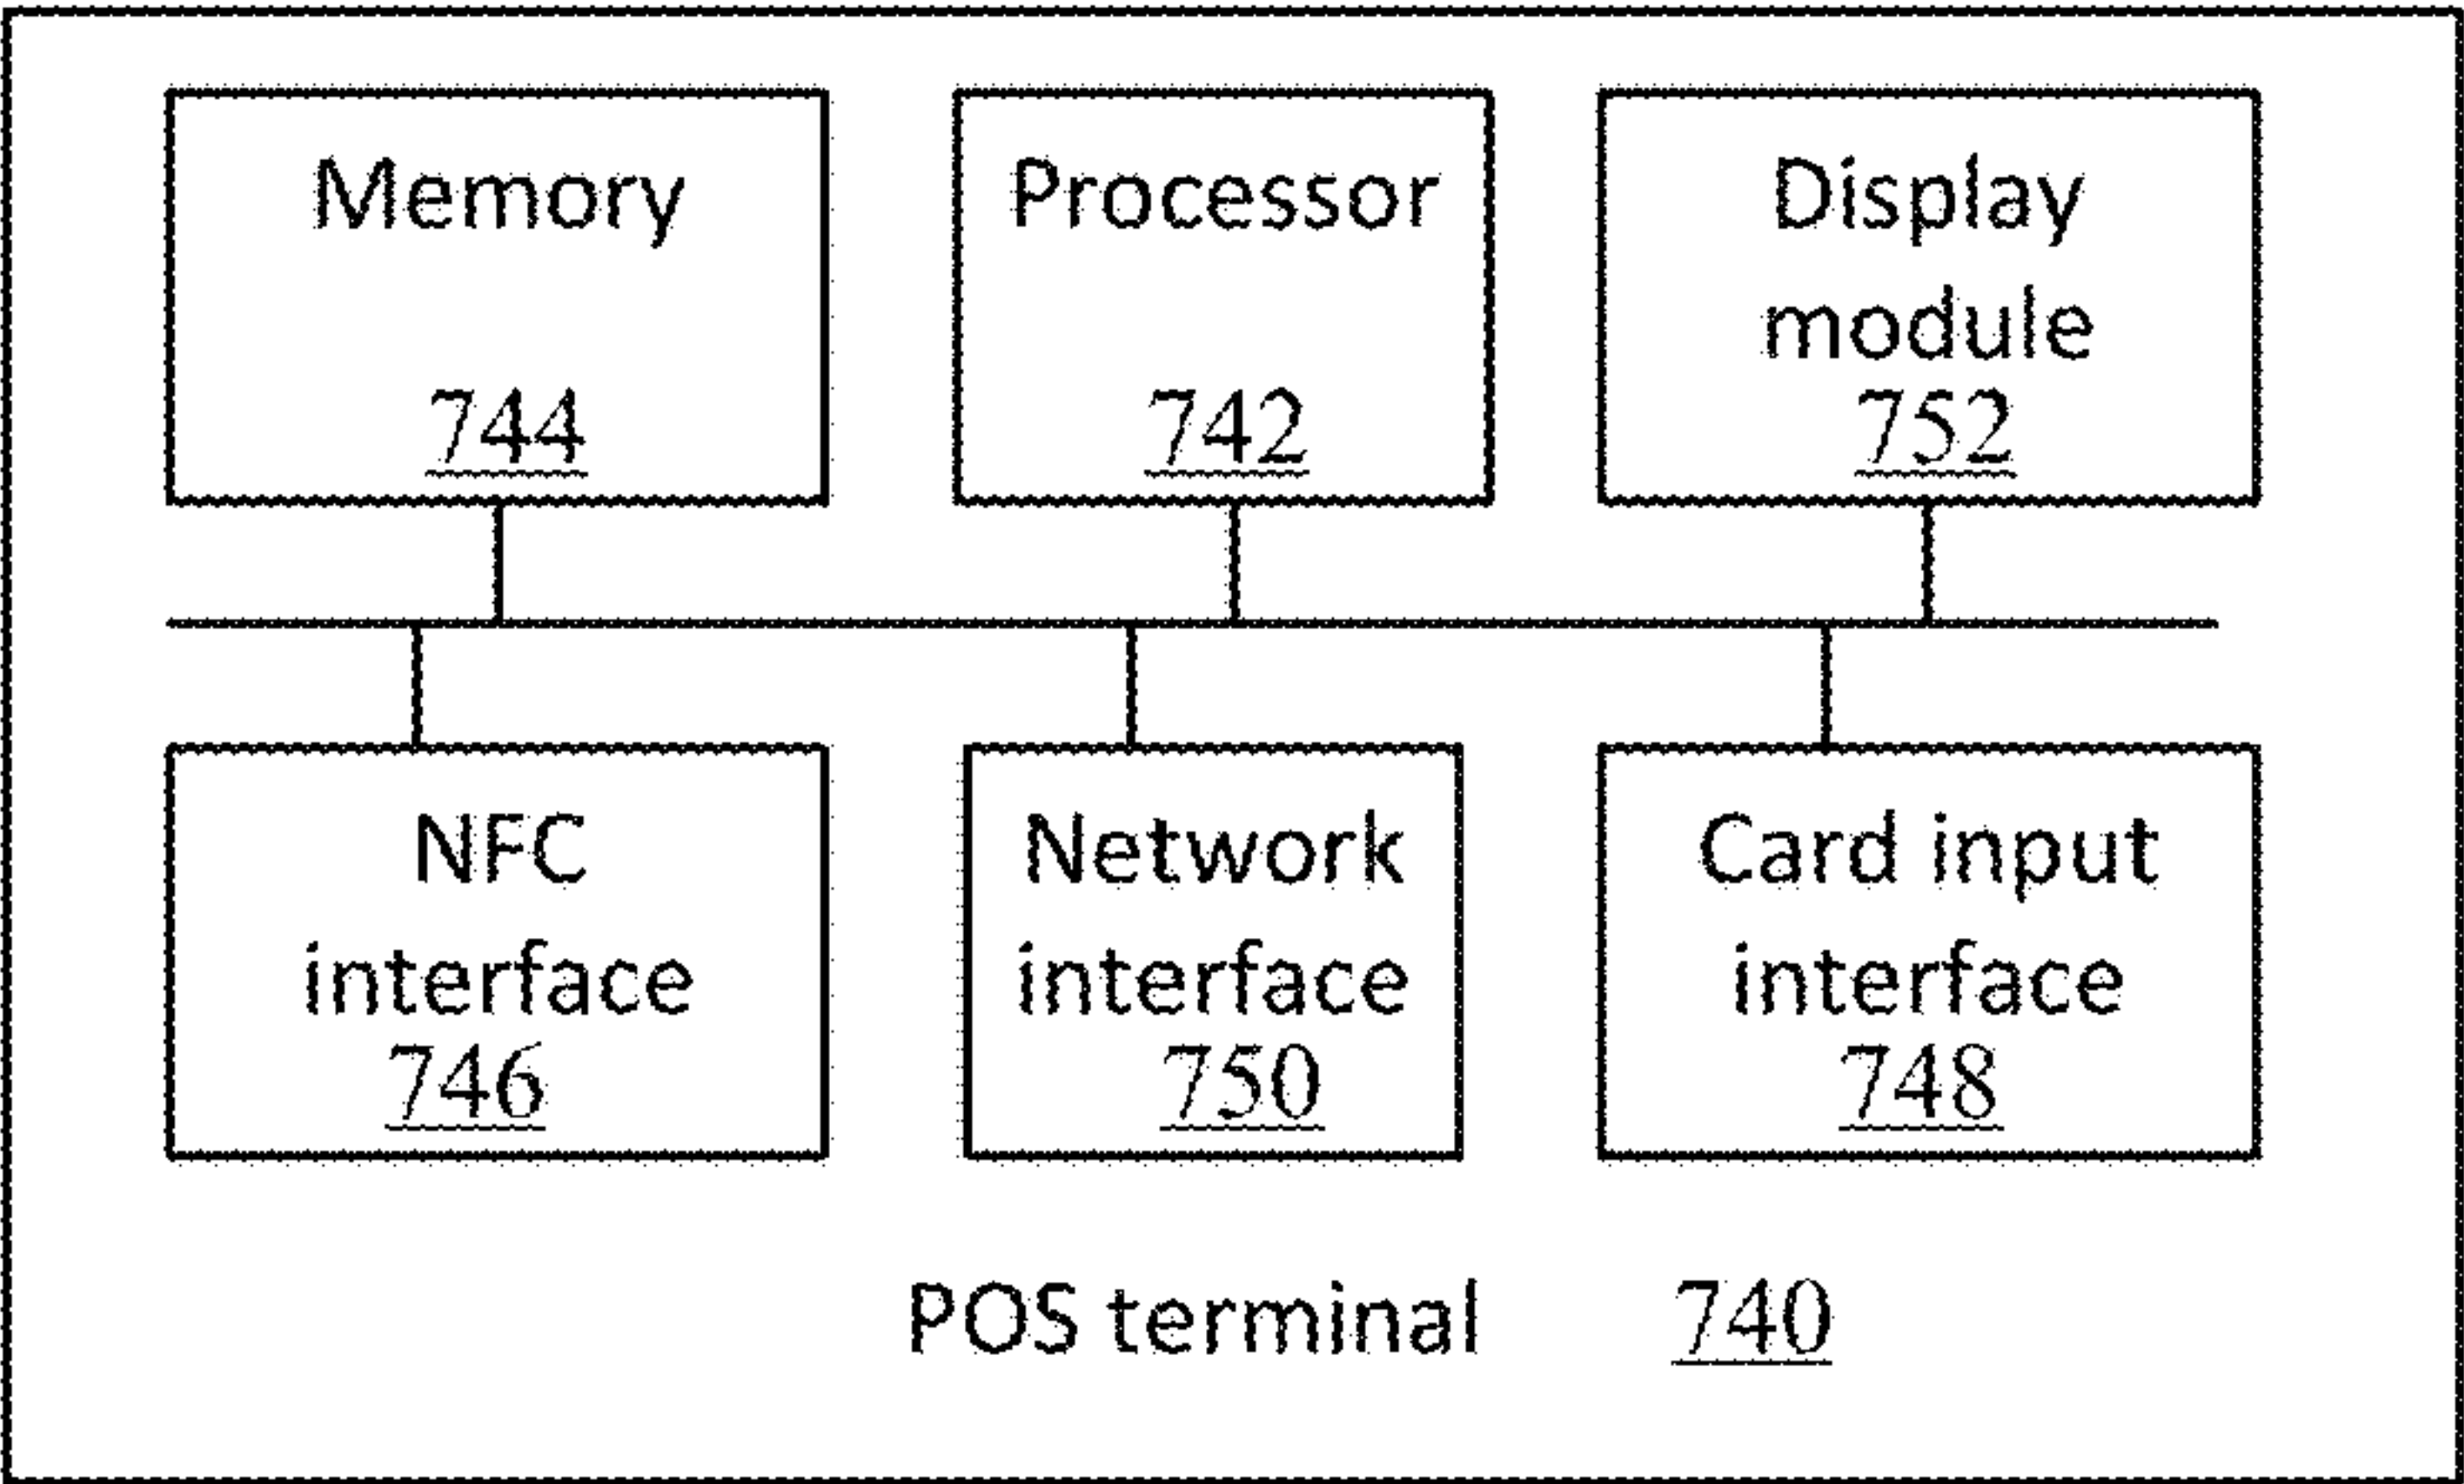 Memory
744
Processor
742
Display
module
752
NFC
interface
746
Network
interface
750
Card input
interface
748
POS terminal 740